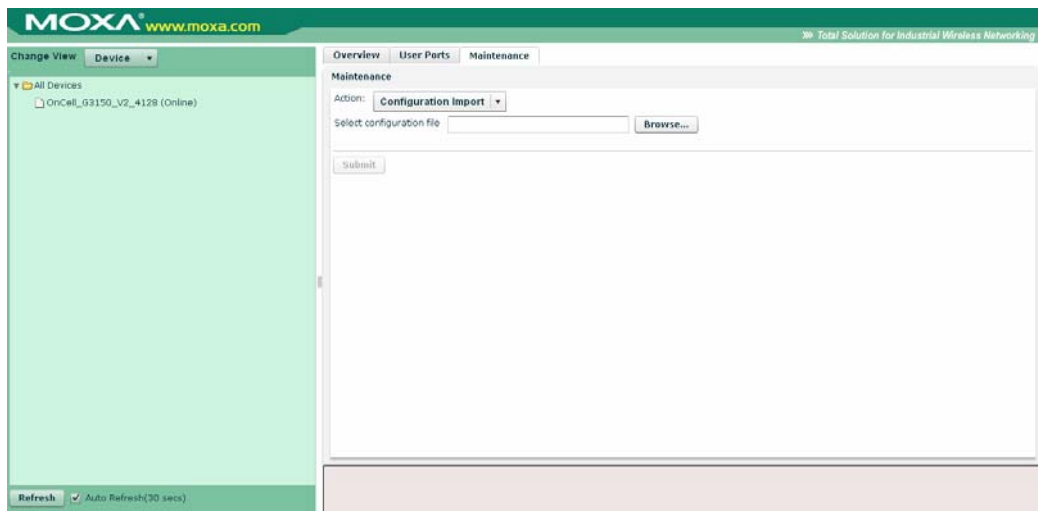 MOXA® www.moxa.com
Total Solution for Industrial Wireless Networking
Change View Device
All Devices
OnCell_G3150_V2_4128 (Online)
Refresh Auto Refresh(30 secs)
Overview User Ports Maintenance
Maintenance
Action: Configuration Import
Select configuration file Browse...
Submit